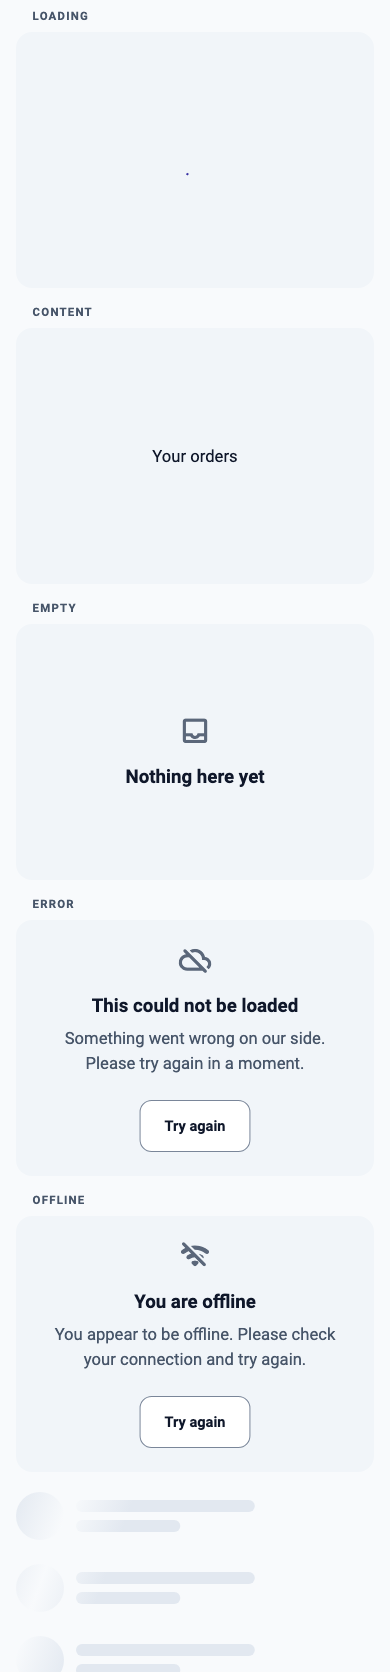 LOADING
CONTENT
Your orders
EMPTY
Nothing here yet
ERROR
This could not be loaded
Something went wrong on our side.
Please try again in a moment.
Try again
OFFLINE
You are offline
You appear to be offline. Please check
your connection and try again.
Try again